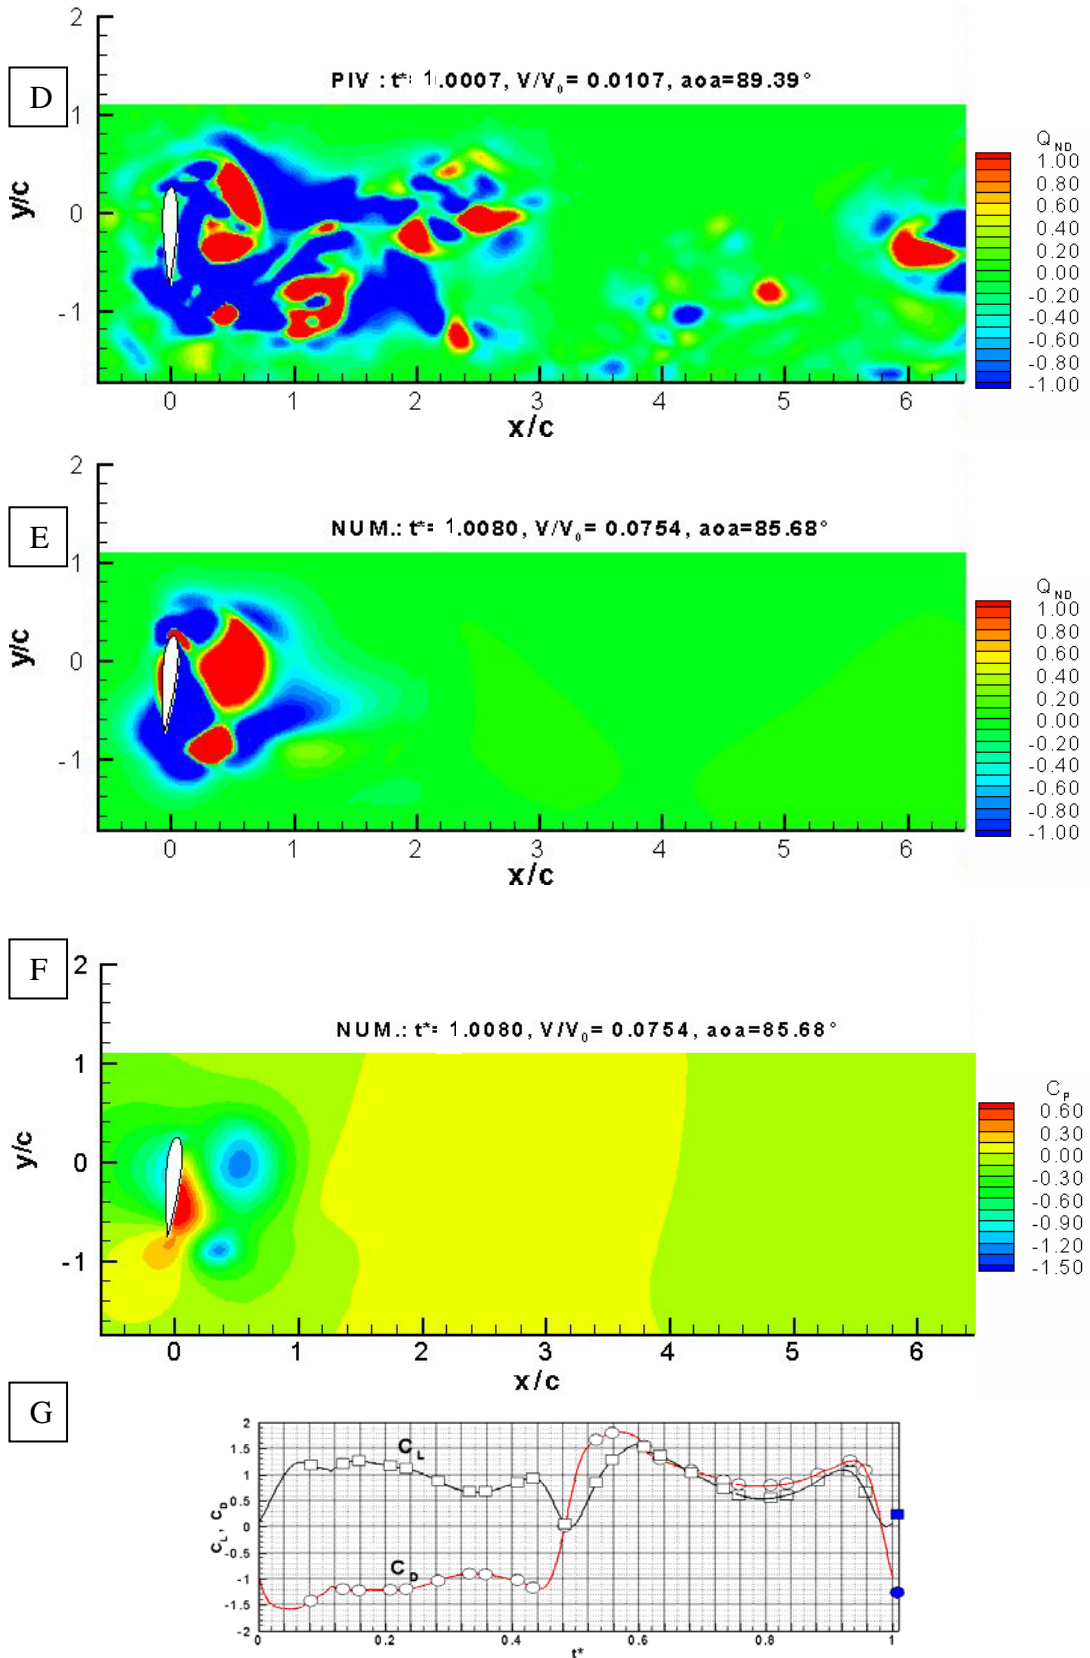 D
PIV : t*: 1.0007, V/V₀= 0.0107, aoa=89.39°
2
1
0
-1
y/c
0 1 2 3 4 5 6
x/c
Q_ND
1.00
0.80
0.60
0.40
0.20
0.00
-0.20
-0.40
-0.60
-0.80
-1.00
E
NUM.: t*= 1.0080, V/V₀= 0.0754, aoa=85.68°
2
1
0
-1
y/c
0 1 2 3 4 5 6
x/c
Q_ND
1.00
0.80
0.60
0.40
0.20
0.00
-0.20
-0.40
-0.60
-0.80
-1.00
F
NUM.: t*= 1.0080, V/V₀= 0.0754, aoa=85.68°
2
1
0
-1
y/c
0 1 2 3 4 5 6
x/c
C_P
0.60
0.30
0.00
-0.30
-0.60
-0.90
-1.20
-1.50
G
2
1.5
1
0.5
0
-0.5
-1
-1.5
-2
C_L, C_D
C_L
C_D
0 0.2 0.4 0.6 0.8 1
t*